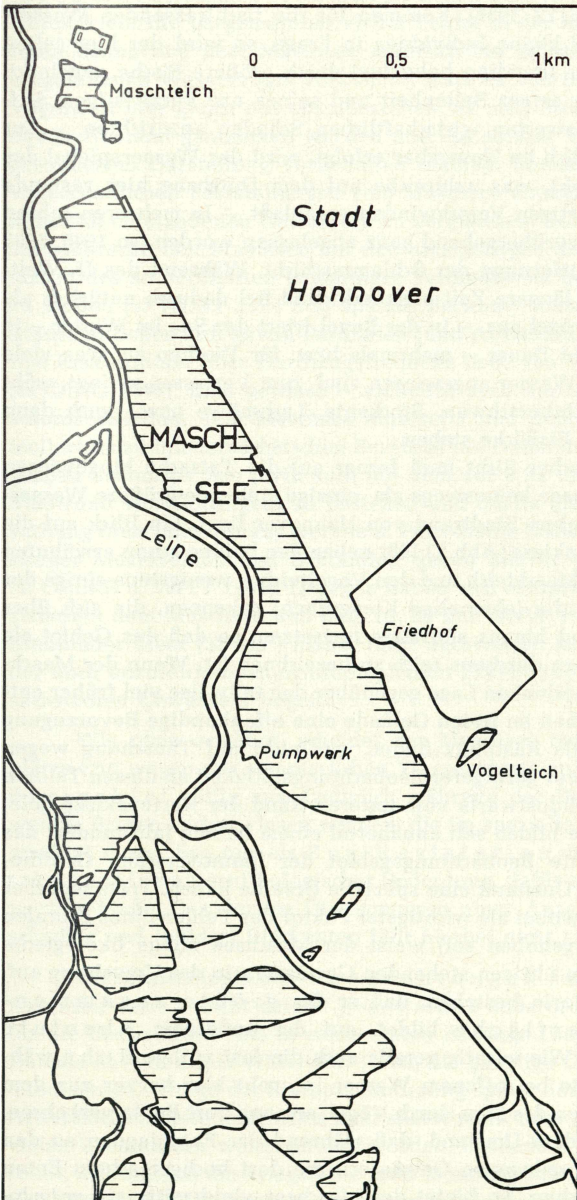 0 0,5 1km
Maschteich
Stadt
Hannover
MASCH
SEE
Leine
Friedhof
Pumpwerk
Vogelteich